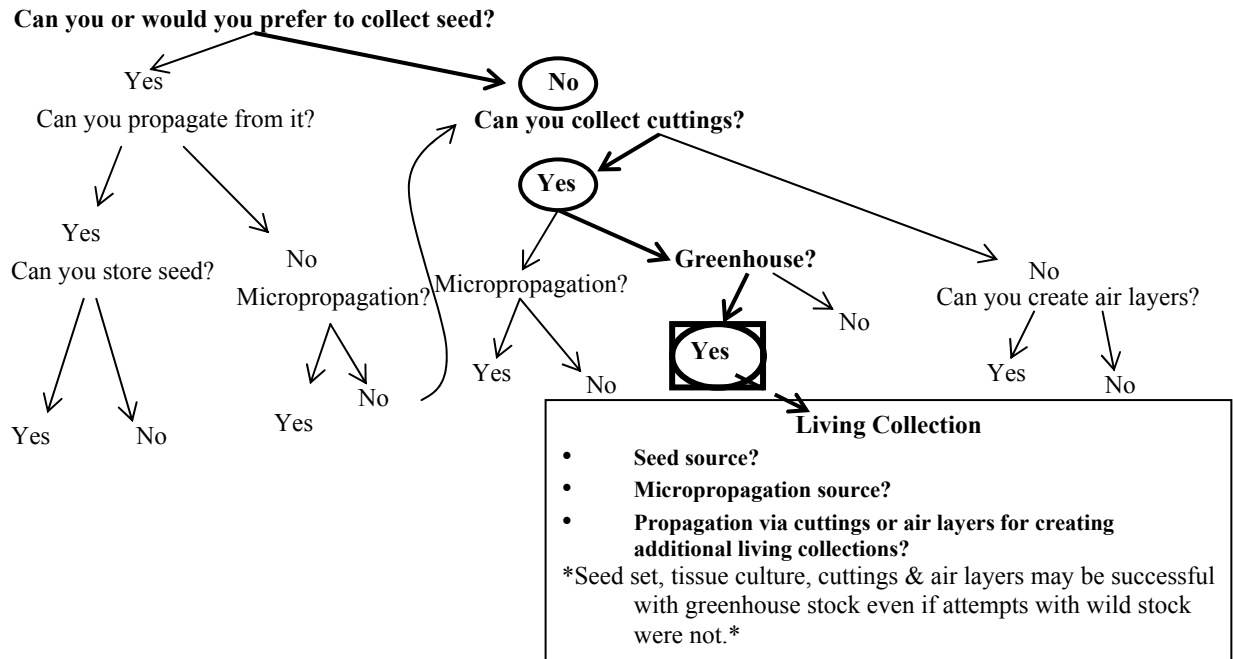 Can you or would you prefer to collect seed?
Yes
No
Can you propagate from it?
Can you collect cuttings?
Yes
Yes
No
Can you store seed?
No
Micropropagation?
Micropropagation?
Greenhouse?
No
Can you create air layers?
Yes
No
Yes
No
Yes
No
Yes
Yes
No
Yes
No
Living Collection
• Seed source?
• Micropropagation source?
• Propagation via cuttings or air layers for creating
additional living collections?
*Seed set, tissue culture, cuttings & air layers may be successful
with greenhouse stock even if attempts with wild stock
were not.*